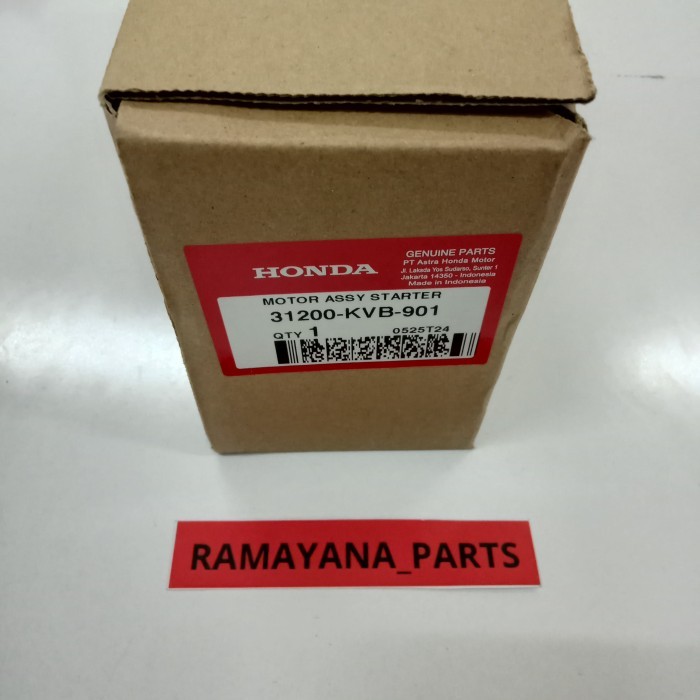 HONDA
GENUINE PARTS
PT Astra Honda Motor
Jl. Laksda Yos Sudarso, Sunter 1
Jakarta 14350 - Indonesia
Made in Indonesia
MOTOR ASSY STARTER
31200-KVB-901
QTY 1 0525T24
RAMAYANA_PARTS